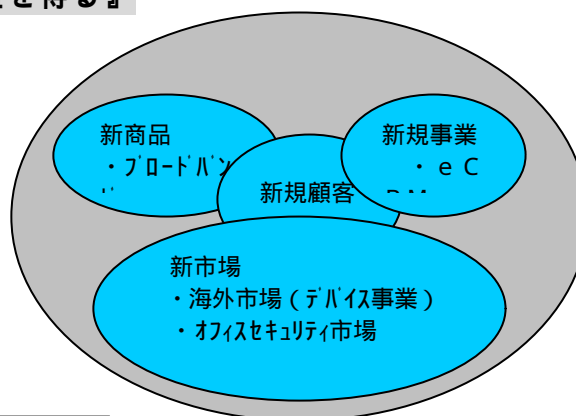 を得る』
新商品
・ﾌﾞﾛｰﾄﾞﾊﾞﾝ
新規事業
・ｅＣ
新規顧客
新市場
・海外市場（ﾃﾞﾊﾞｲｽ事業）
・ｵﾌｨｽｾｷｭﾘﾃｨ市場